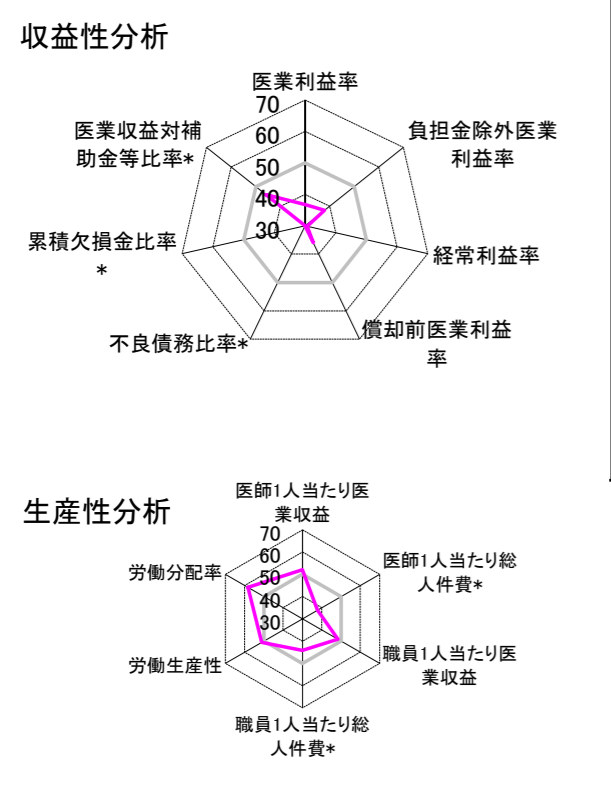 収益性分析
医業利益率
負担金除外医業
利益率
経常利益率
償却前医業利益
率
不良債務比率*
累積欠損金比率
*
医業収益対補
助金等比率*
70
60
50
40
30
生産性分析
医師1人当たり医
業収益
医師1人当たり総
人件費*
職員1人当たり医
業収益
職員1人当たり総
人件費*
労働生産性
労働分配率
70
60
50
40
30